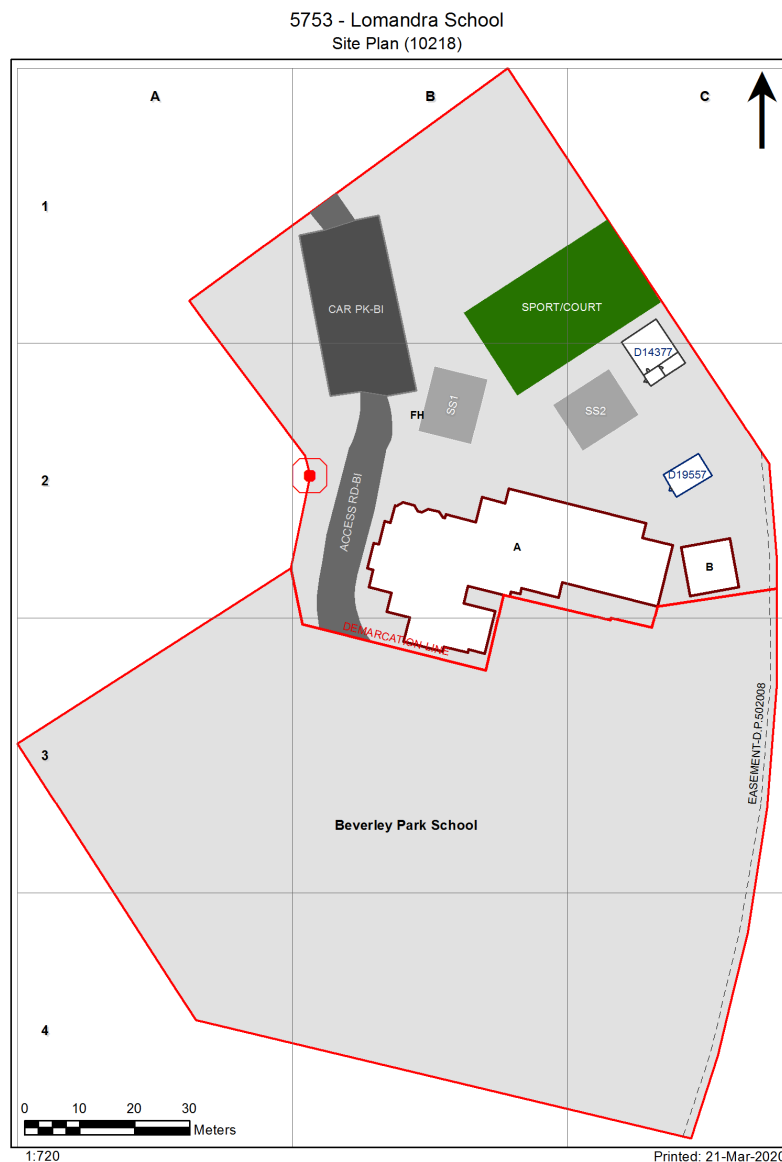 5753 - Lomandra School
Site Plan (10218)
A
B
C
1
CAR PK-BI
SPORT/COURT
D14377
SS1
FH
SS2
2
D19557
ACCESS RD-BI
A
B
DEMARCATION LINE
EASEMENT-D.P.502008
3
Beverley Park School
4
0 10 20 30
Meters
1:720
Printed: 21-Mar-2020